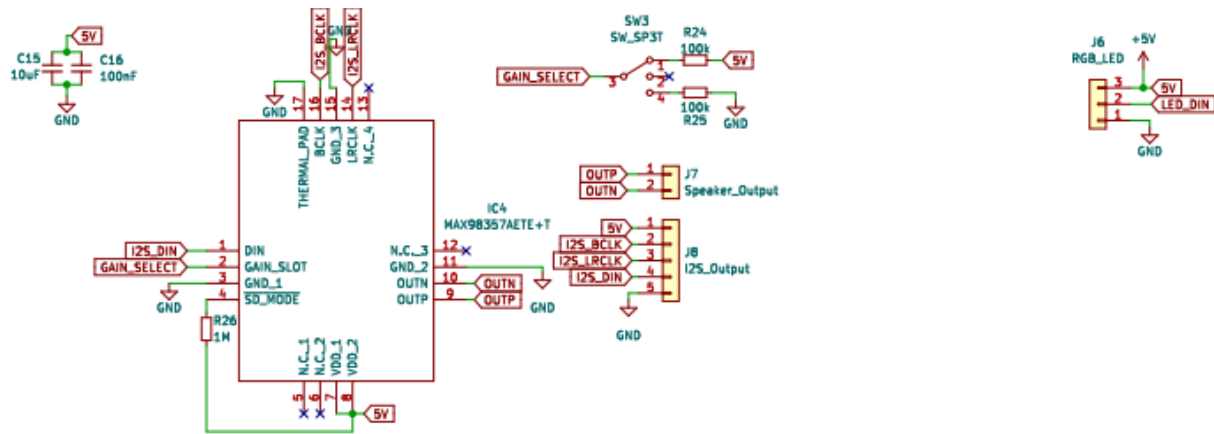 5V
C15
10uF
C16
100nF
GND
I2S_BCLK
GND
I2S_LRCLK
GND
17
16
15
14
13
THERMAL_PAD
BCLK
GND_3
LRCLK
N.C._4
SW3
SW_SP3T
GAIN_SELECT
3
1
2
4
R24
100k
5V
100k
R25
GND
J6
RGB_LED
+5V
3
2
1
5V
LED_DIN
GND
OUTP
OUTN
1
2
J7
Speaker_Output
IC4
MAX98357AETE+T
I2S_DIN
GAIN_SELECT
GND
1
2
3
4
DIN
GAIN_SLOT
GND_1
SD_MODE
N.C._3
GND_2
OUTN
OUTP
12
11
10
9
OUTN
OUTP
GND
5V
I2S_BCLK
I2S_LRCLK
I2S_DIN
GND
1
2
3
4
5
J8
I2S_Output
R26
1M
N.C._1
N.C._2
VDD_1
VDD_2
5
6
7
8
5V